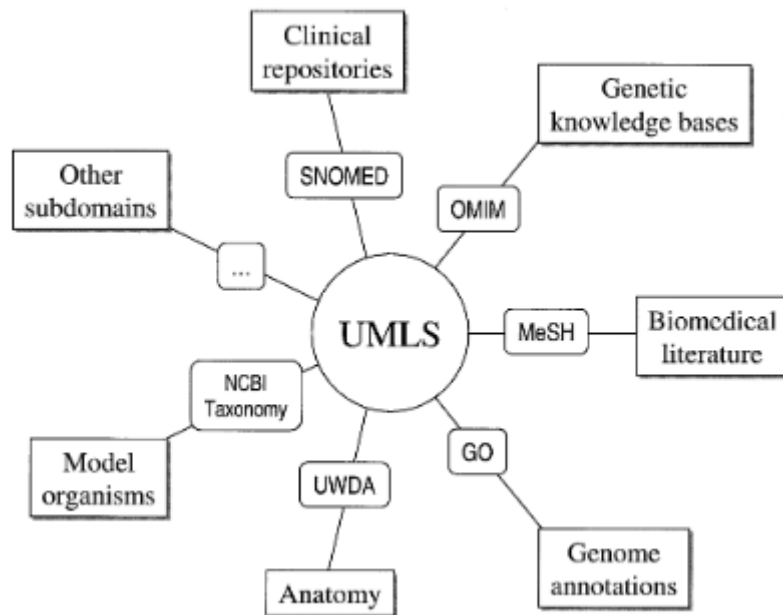 Clinical
repositories
Genetic
knowledge bases
SNOMED
Other
subdomains
OMIM
...
UMLS
MeSH
Biomedical
literature
NCBI
Taxonomy
GO
Model
organisms
UWDA
Genome
annotations
Anatomy